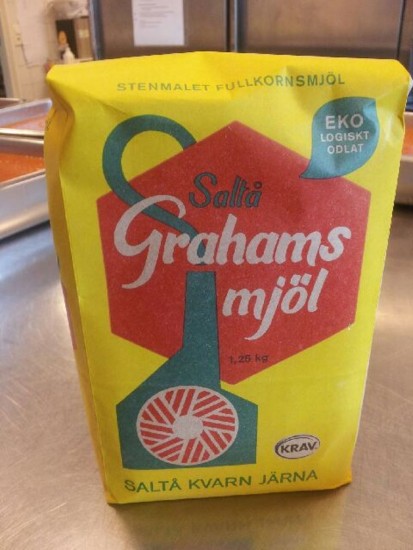 STENMALET FULLKORNSMJÖL
EKO
LOGISKT
ODLAT
Saltå
Grahams
mjöl
1,25 kg
KRAV
SALTÅ KVARN JÄRNA